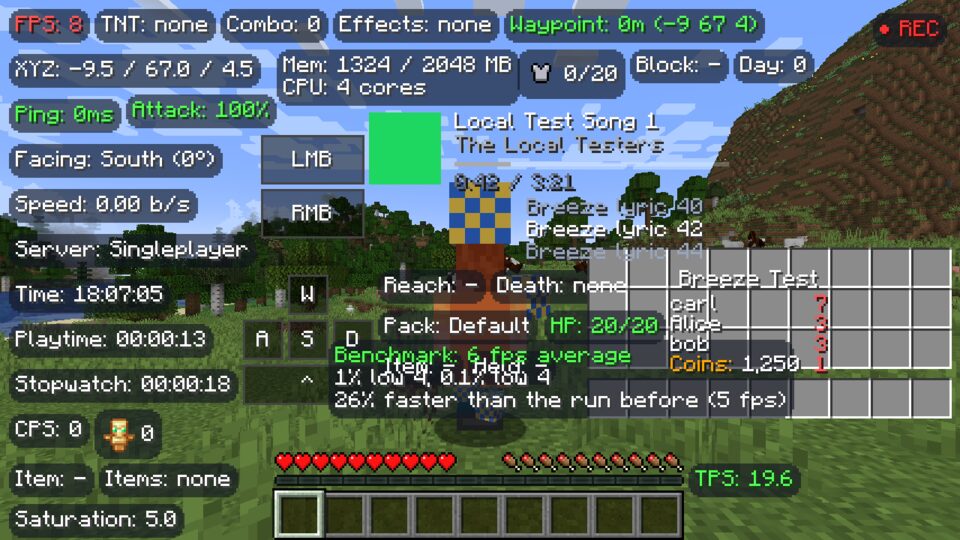 FPS: 8
TNT: none
Combo: 0
Effects: none
Waypoint: 0m (-9 67 4)
REC
XYZ: -9.5 / 67.0 / 4.5
Mem: 1324 / 2048 MB
CPU: 4 cores
0/20
Block: -
Day: 0
Ping: 0ms
Attack: 100%
Local Test Song 1
The Local Testers
0:42 / 3:21
Facing: South (0°)
LMB
RMB
Speed: 0.00 b/s
Breeze lyric 40
Breeze lyric 42
Breeze lyric 44
Server: Singleplayer
Time: 18:07:05
W
Reach: -
Death: none
Breeze Test
carl 7
Alice 3
bob 3
Coins: 1,250 1
Playtime: 00:00:13
A
S
D
Pack: Default
HP: 20/20
Benchmark: 6 fps average
Item: -
Held: -
1% low 4, 0.1% low 4
26% faster than the run before (5 fps)
Stopwatch: 00:00:18
^
CPS: 0
0
Item: -
Items: none
TPS: 19.6
Saturation: 5.0